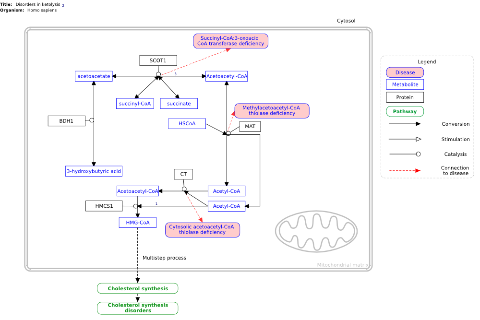 Title: Disorders in Ketolysis
Organism: Homo sapiens
Cytosol
Succinyl-CoA:3-oxoacid
CoA transferase deficiency
Legend
SCOT1
Disease
acetoacetate
Acetoacetyl-CoA
Metabolite
Protein
succinyl-CoA
succinate
Methylacetoacetyl-CoA
thiolase deficiency
Pathway
BDH1
HSCoA
MAT
Conversion
Stimulation
Catalysis
3-hydroxybutyric acid
CT
Connection
to disease
Acetoacetyl-CoA
Acetyl-CoA
HMCS1
Acetyl-CoA
HMG-CoA
Cytosolic acetoacetyl-CoA
thiolase deficiency
Multistep process
Mitochondrial matrix
Cholesterol synthesis
Cholesterol synthesis
disorders